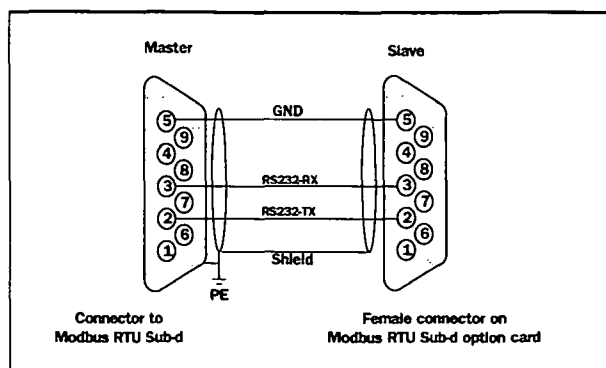 Master
Slave
GND
5
9
4
8
3
7
2
6
1
RS232-RX
RS232-TX
Shield
PE
5
9
4
8
3
7
2
6
1
Connector to
Modbus RTU Sub-d
Female connector on
Modbus RTU Sub-d option card